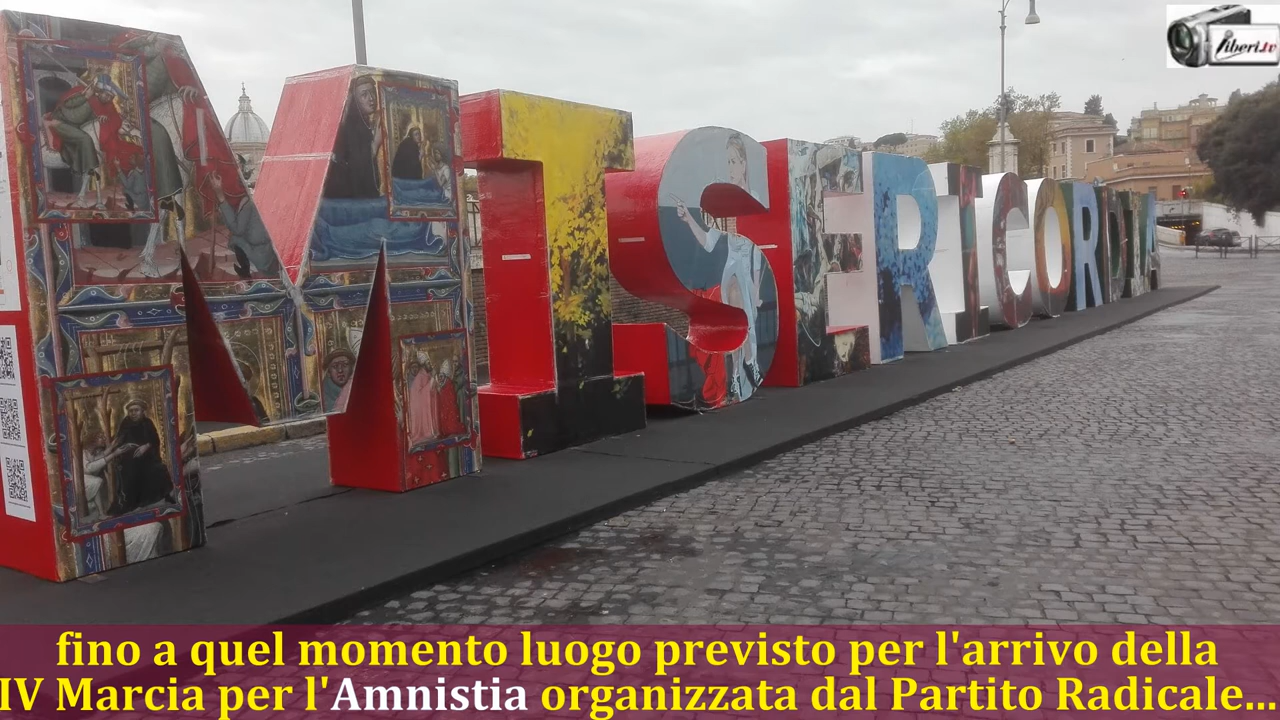 liberi.tv
MISERICORDIA
fino a quel momento luogo previsto per l'arrivo della
IV Marcia per l'Amnistia organizzata dal Partito Radicale...